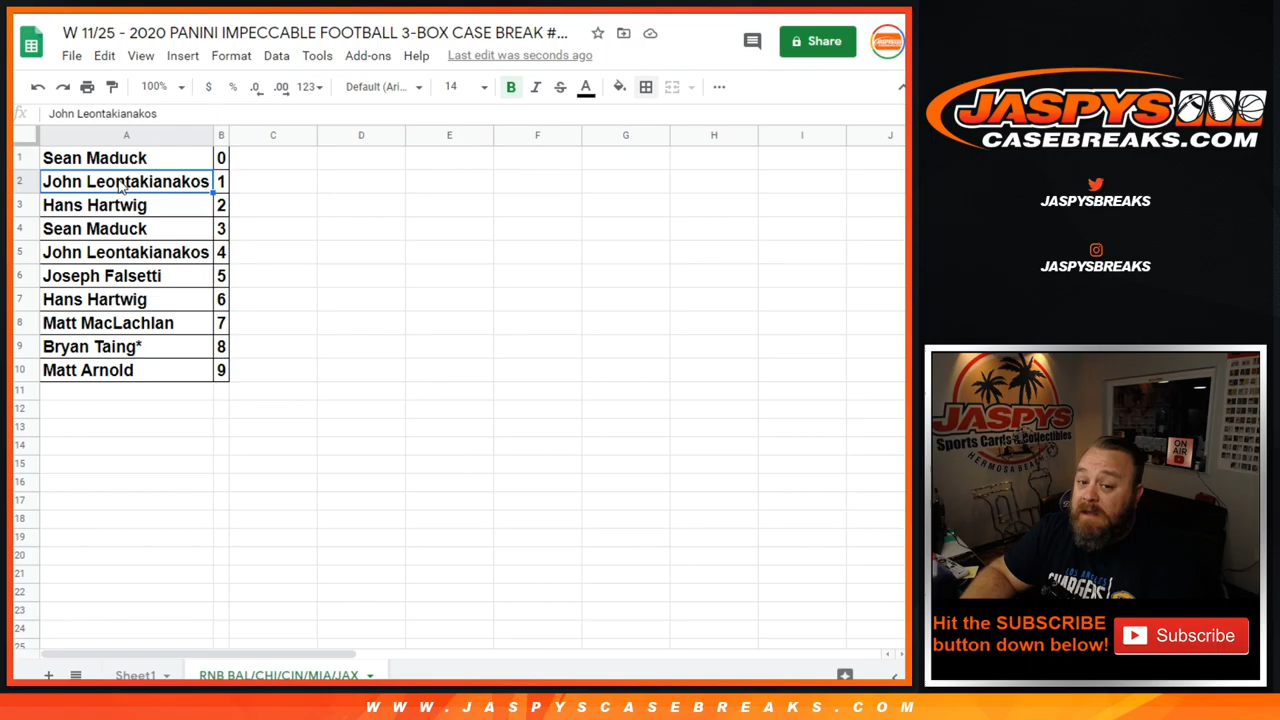 W 11/25 - 2020 PANINI IMPECCABLE FOOTBALL 3-BOX CASE BREAK #...
Share
File Edit View Insert Format Data Tools Add-ons Help Last edit was seconds ago
100% $ % .0 .00 123 Default (Ari... 14 B I S A
fx John Leontakianakos
A B C D E F G H I J
1 Sean Maduck 0
2 John Leontakianakos 1
3 Hans Hartwig 2
4 Sean Maduck 3
5 John Leontakianakos 4
6 Joseph Falsetti 5
7 Hans Hartwig 6
8 Matt MacLachlan 7
9 Bryan Taing* 8
10 Matt Arnold 9
11
12
13
14
15
16
17
18
19
20
21
22
23
24
25
Sheet1 RNB BAL/CHI/CIN/MIA/JAX
JASPYS
CASEBREAKS.COM
JASPYSBREAKS
JASPYSBREAKS
JASPYS
Sports Cards & Collectibles
HERMOSA BEACH
ON AIR
LOS ANGELES
CHARGERS
Hit the SUBSCRIBE
button down below!
Subscribe
WWW.JASPYSCASEBREAKS.COM